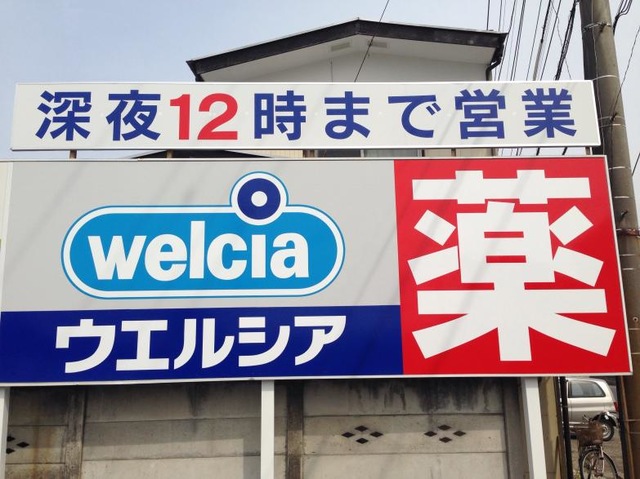 深夜12時まで営業
welcia
ウエルシア
薬